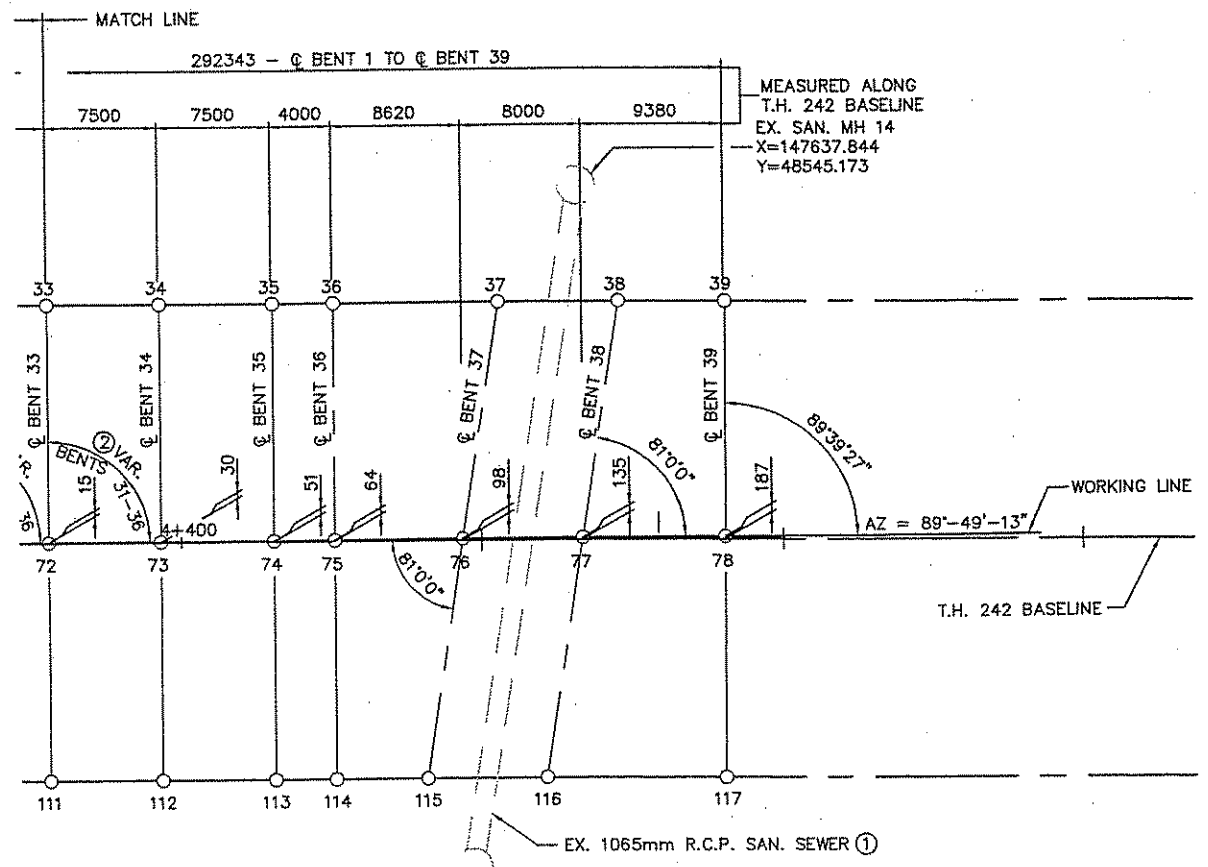 MATCH LINE
292343 - ℄ BENT 1 TO ℄ BENT 39
MEASURED ALONG
T.H. 242 BASELINE
7500 7500 4000 8620 8000 9380
EX. SAN. MH 14
X=147637.844
Y=48545.173
33 34 35 36 37 38 39
℄ BENT 33
℄ BENT 34
℄ BENT 35
℄ BENT 36
℄ BENT 37
℄ BENT 38
℄ BENT 39
② VAR.
BENTS 31-36
15
30
51
64
98
135
187
81°0'0"
89°39'27"
WORKING LINE
AZ = 89°-49'-13"
4+400
72 73 74 75 76 77 78
81°0'0"
T.H. 242 BASELINE
111 112 113 114 115 116 117
EX. 1065mm R.C.P. SAN. SEWER ①